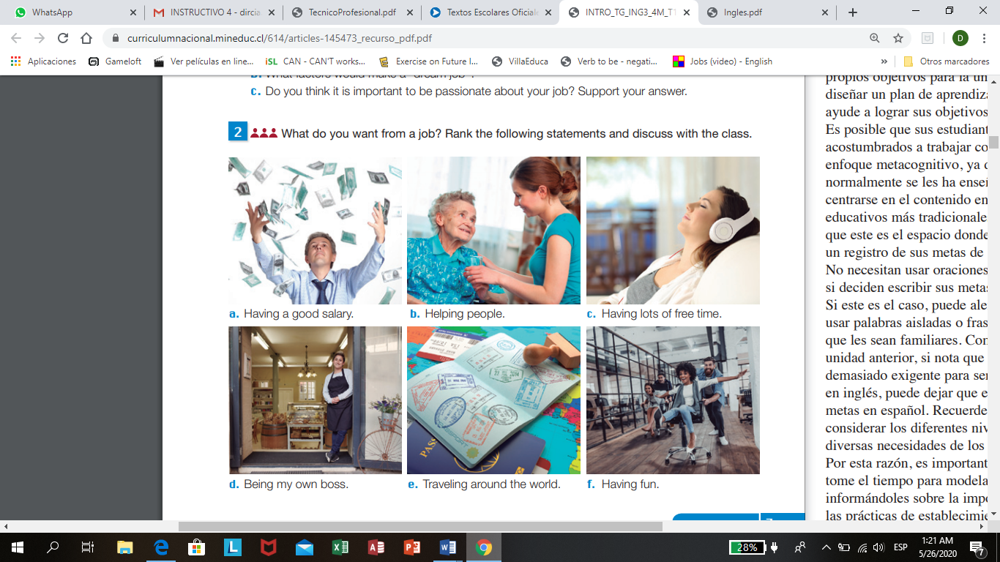 WhatsApp
INSTRUCTIVO 4 - dircia
TecnicoProfesional.pdf
Textos Escolares Oficiale
INTRO_TG_ING3_4M_T1
Ingles.pdf
curriculumnacional.mineduc.cl/614/articles-145473_recurso_pdf.pdf
D
Aplicaciones
Gameloft
Ver películas en line...
iSL CAN - CAN'T works...
Exercise on Future I...
VillaEduca
Verb to be - negati...
Jobs (video) - English
»
Otros marcadores
b. What factors would make a "dream job"?
c. Do you think it is important to be passionate about your job? Support your answer.
2 What do you want from a job? Rank the following statements and discuss with the class.
a. Having a good salary.
b. Helping people.
c. Having lots of free time.
d. Being my own boss.
e. Traveling around the world.
f. Having fun.
propios objetivos para la un
diseñar un plan de aprendiza
ayude a lograr sus objetivos
Es posible que sus estudiant
acostumbrados a trabajar co
enfoque metacognitivo, ya q
normalmente se les ha enseñ
centrarse en el contenido en
educativos más tradicionale
que este es el espacio donde
un registro de sus metas de
No necesitan usar oraciones
si deciden escribir sus metas
Si este es el caso, puede ale
usar palabras aisladas o fras
que les sean familiares. Con
unidad anterior, si nota que
demasiado exigente para ser
en inglés, puede dejar que e
metas en español. Recuerde
considerar los diferentes niv
diversas necesidades de los
Por esta razón, es important
tome el tiempo para modela
informándoles sobre la impo
las prácticas de establecimie
28%
ESP
1:21 AM
5/26/2020
7